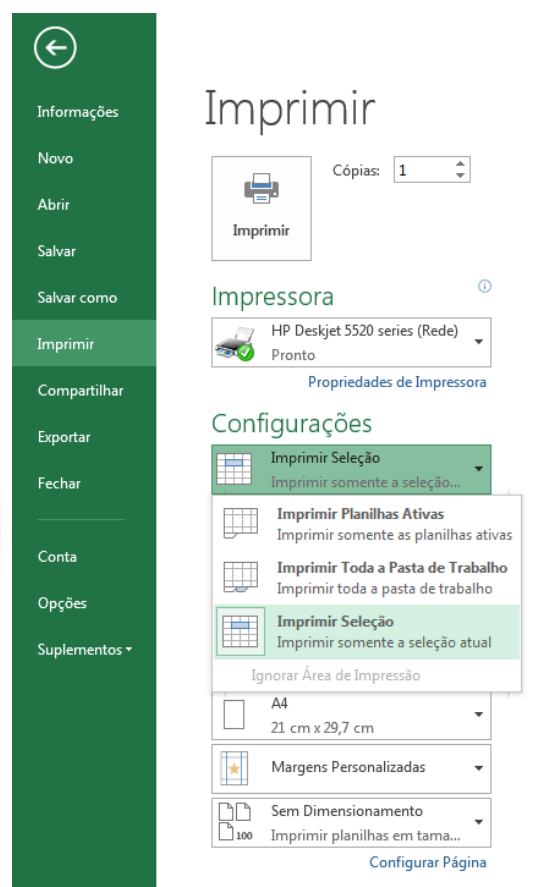 Informações
Novo
Abrir
Salvar
Salvar como
Imprimir
Compartilhar
Exportar
Fechar
Conta
Opções
Suplementos
Imprimir
Cópias: 1
Imprimir
Impressora
HP Deskjet 5520 series (Rede)
Pronto
Propriedades de Impressora
Configurações
Imprimir Seleção
Imprimir somente a seleção...
Imprimir Planilhas Ativas
Imprimir somente as planilhas ativas
Imprimir Toda a Pasta de Trabalho
Imprimir toda a pasta de trabalho
Imprimir Seleção
Imprimir somente a seleção atual
Ignorar Área de Impressão
A4
21 cm x 29,7 cm
Margens Personalizadas
Sem Dimensionamento
100 Imprimir planilhas em tama...
Configurar Página